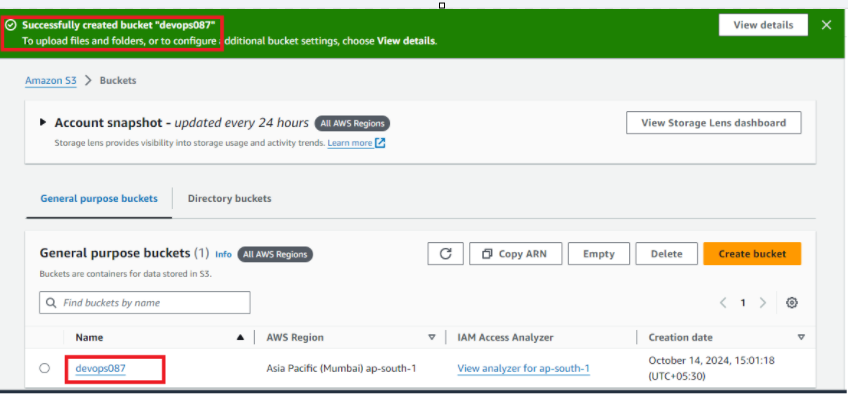 Successfully created bucket "devops087"
View details
To upload files and folders, or to configure additional bucket settings, choose View details.
Amazon S3 > Buckets
Account snapshot - updated every 24 hours All AWS Regions
View Storage Lens dashboard
Storage lens provides visibility into storage usage and activity trends. Learn more
General purpose buckets Directory buckets
General purpose buckets (1) Info All AWS Regions
Copy ARN Empty Delete Create bucket
Buckets are containers for data stored in S3.
Find buckets by name
1
Name AWS Region IAM Access Analyzer Creation date
devops087 Asia Pacific (Mumbai) ap-south-1 View analyzer for ap-south-1 October 14, 2024, 15:01:18
(UTC+05:30)